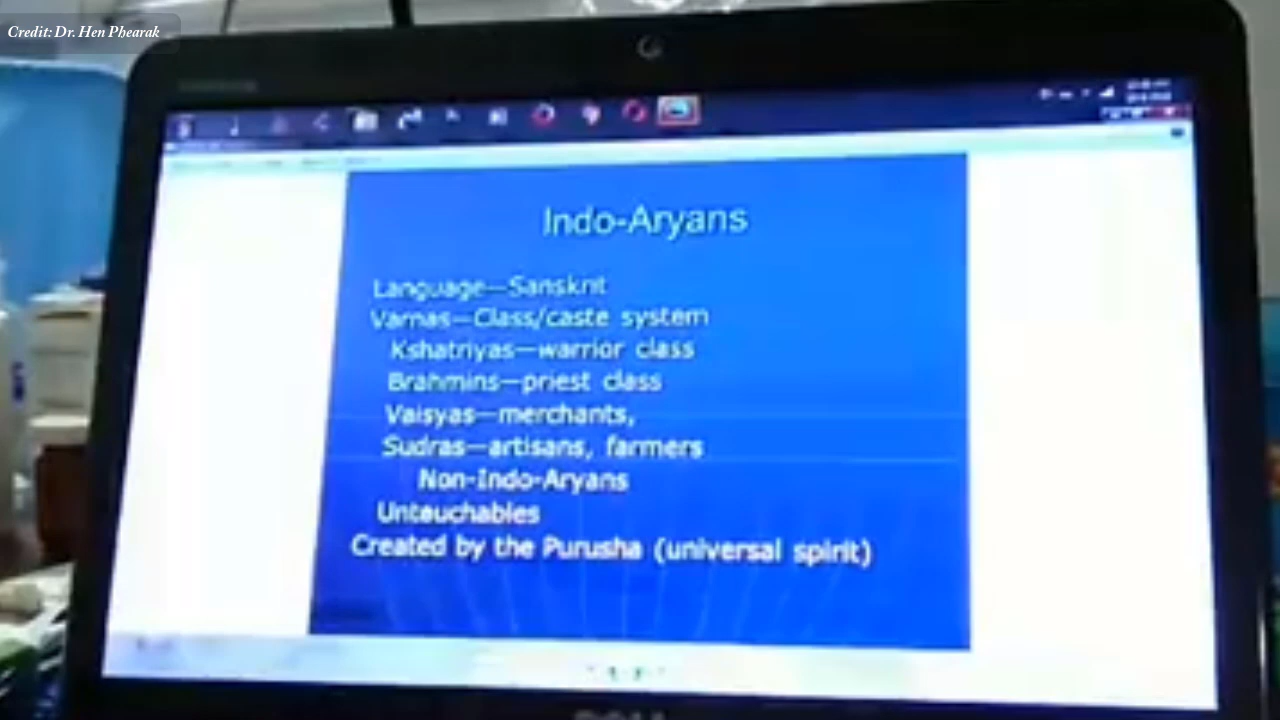 Credit: Dr. Hen Phearak
Indo-Aryans
Language—Sanskrit
Varnas—Class/caste system
Kshatriyas—warrior class
Brahmins—priest class
Vaisyas—merchants,
Sudras—artisans, farmers
Non-Indo-Aryans
Untouchables
Created by the Purusha (universal spirit)